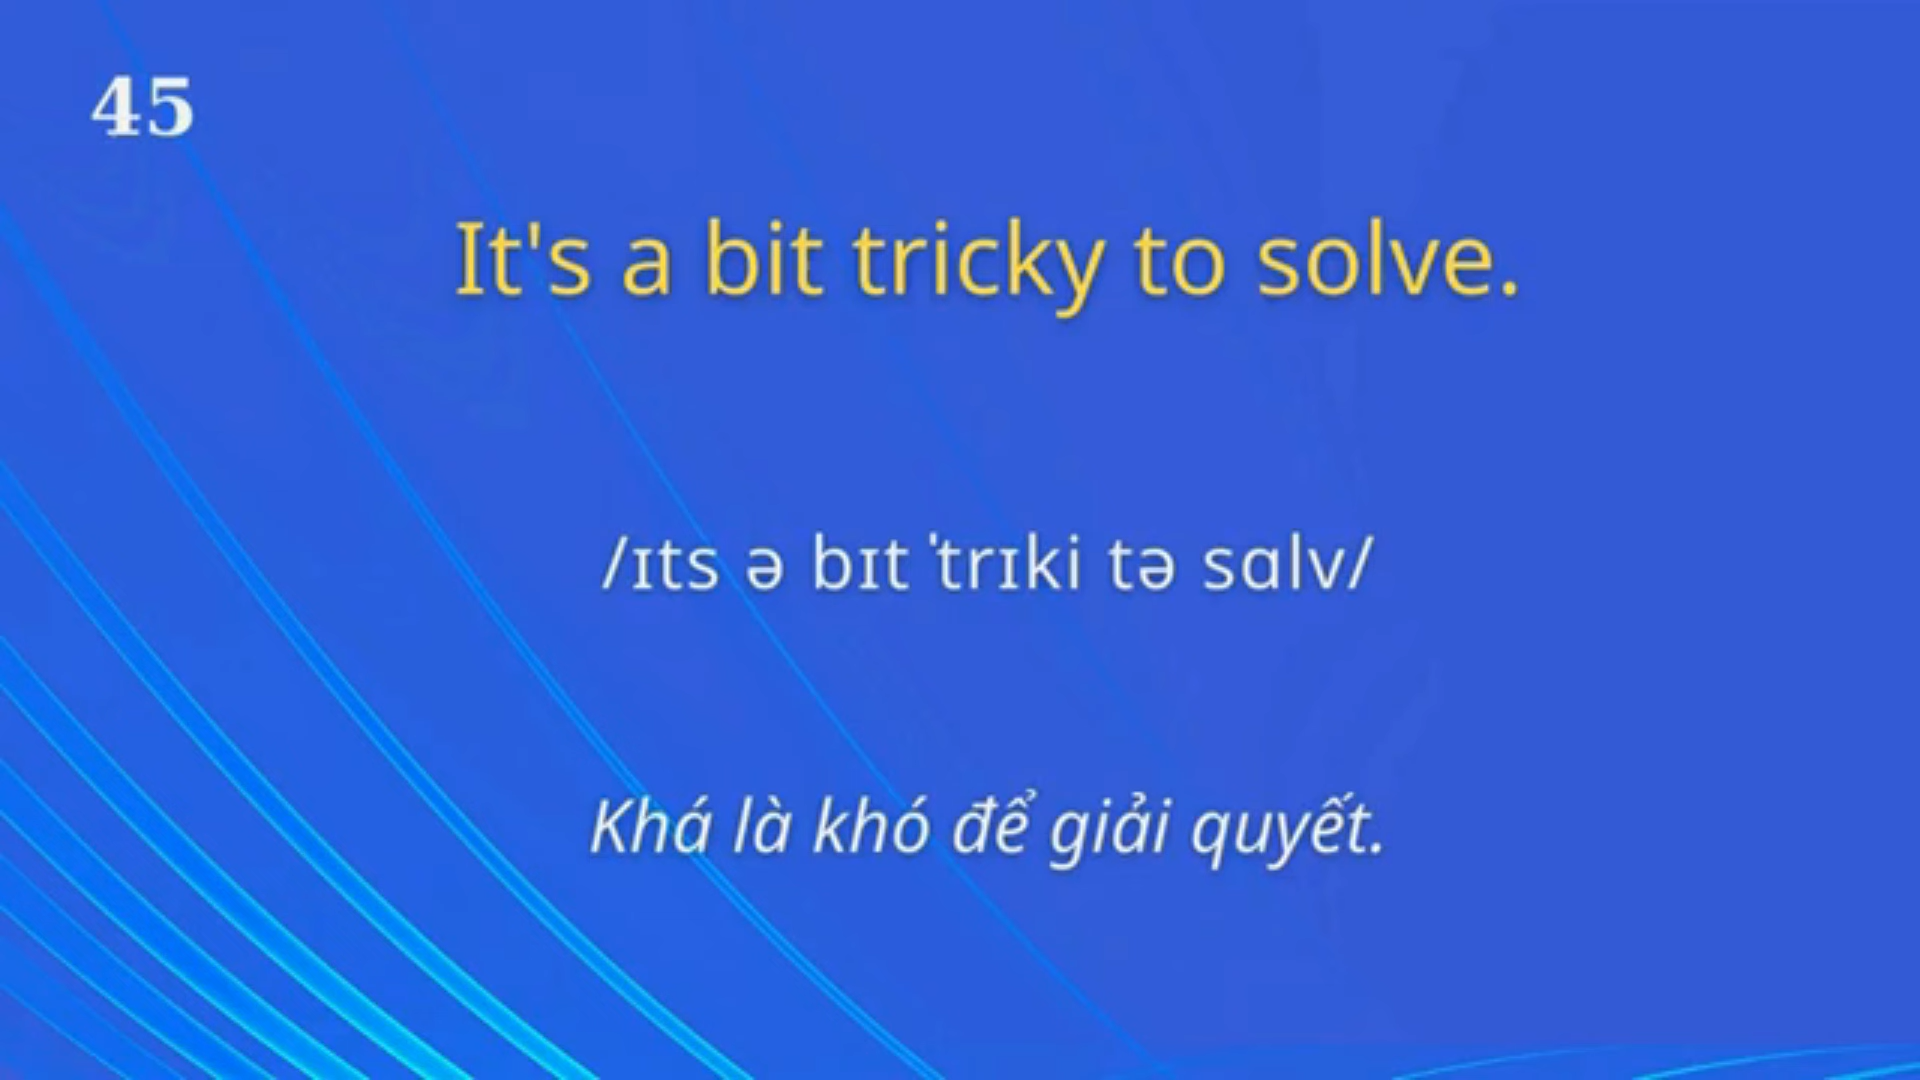 45
It's a bit tricky to solve.
/ɪts ə bɪt ˈtrɪki tə sɑlv/
Khá là khó để giải quyết.